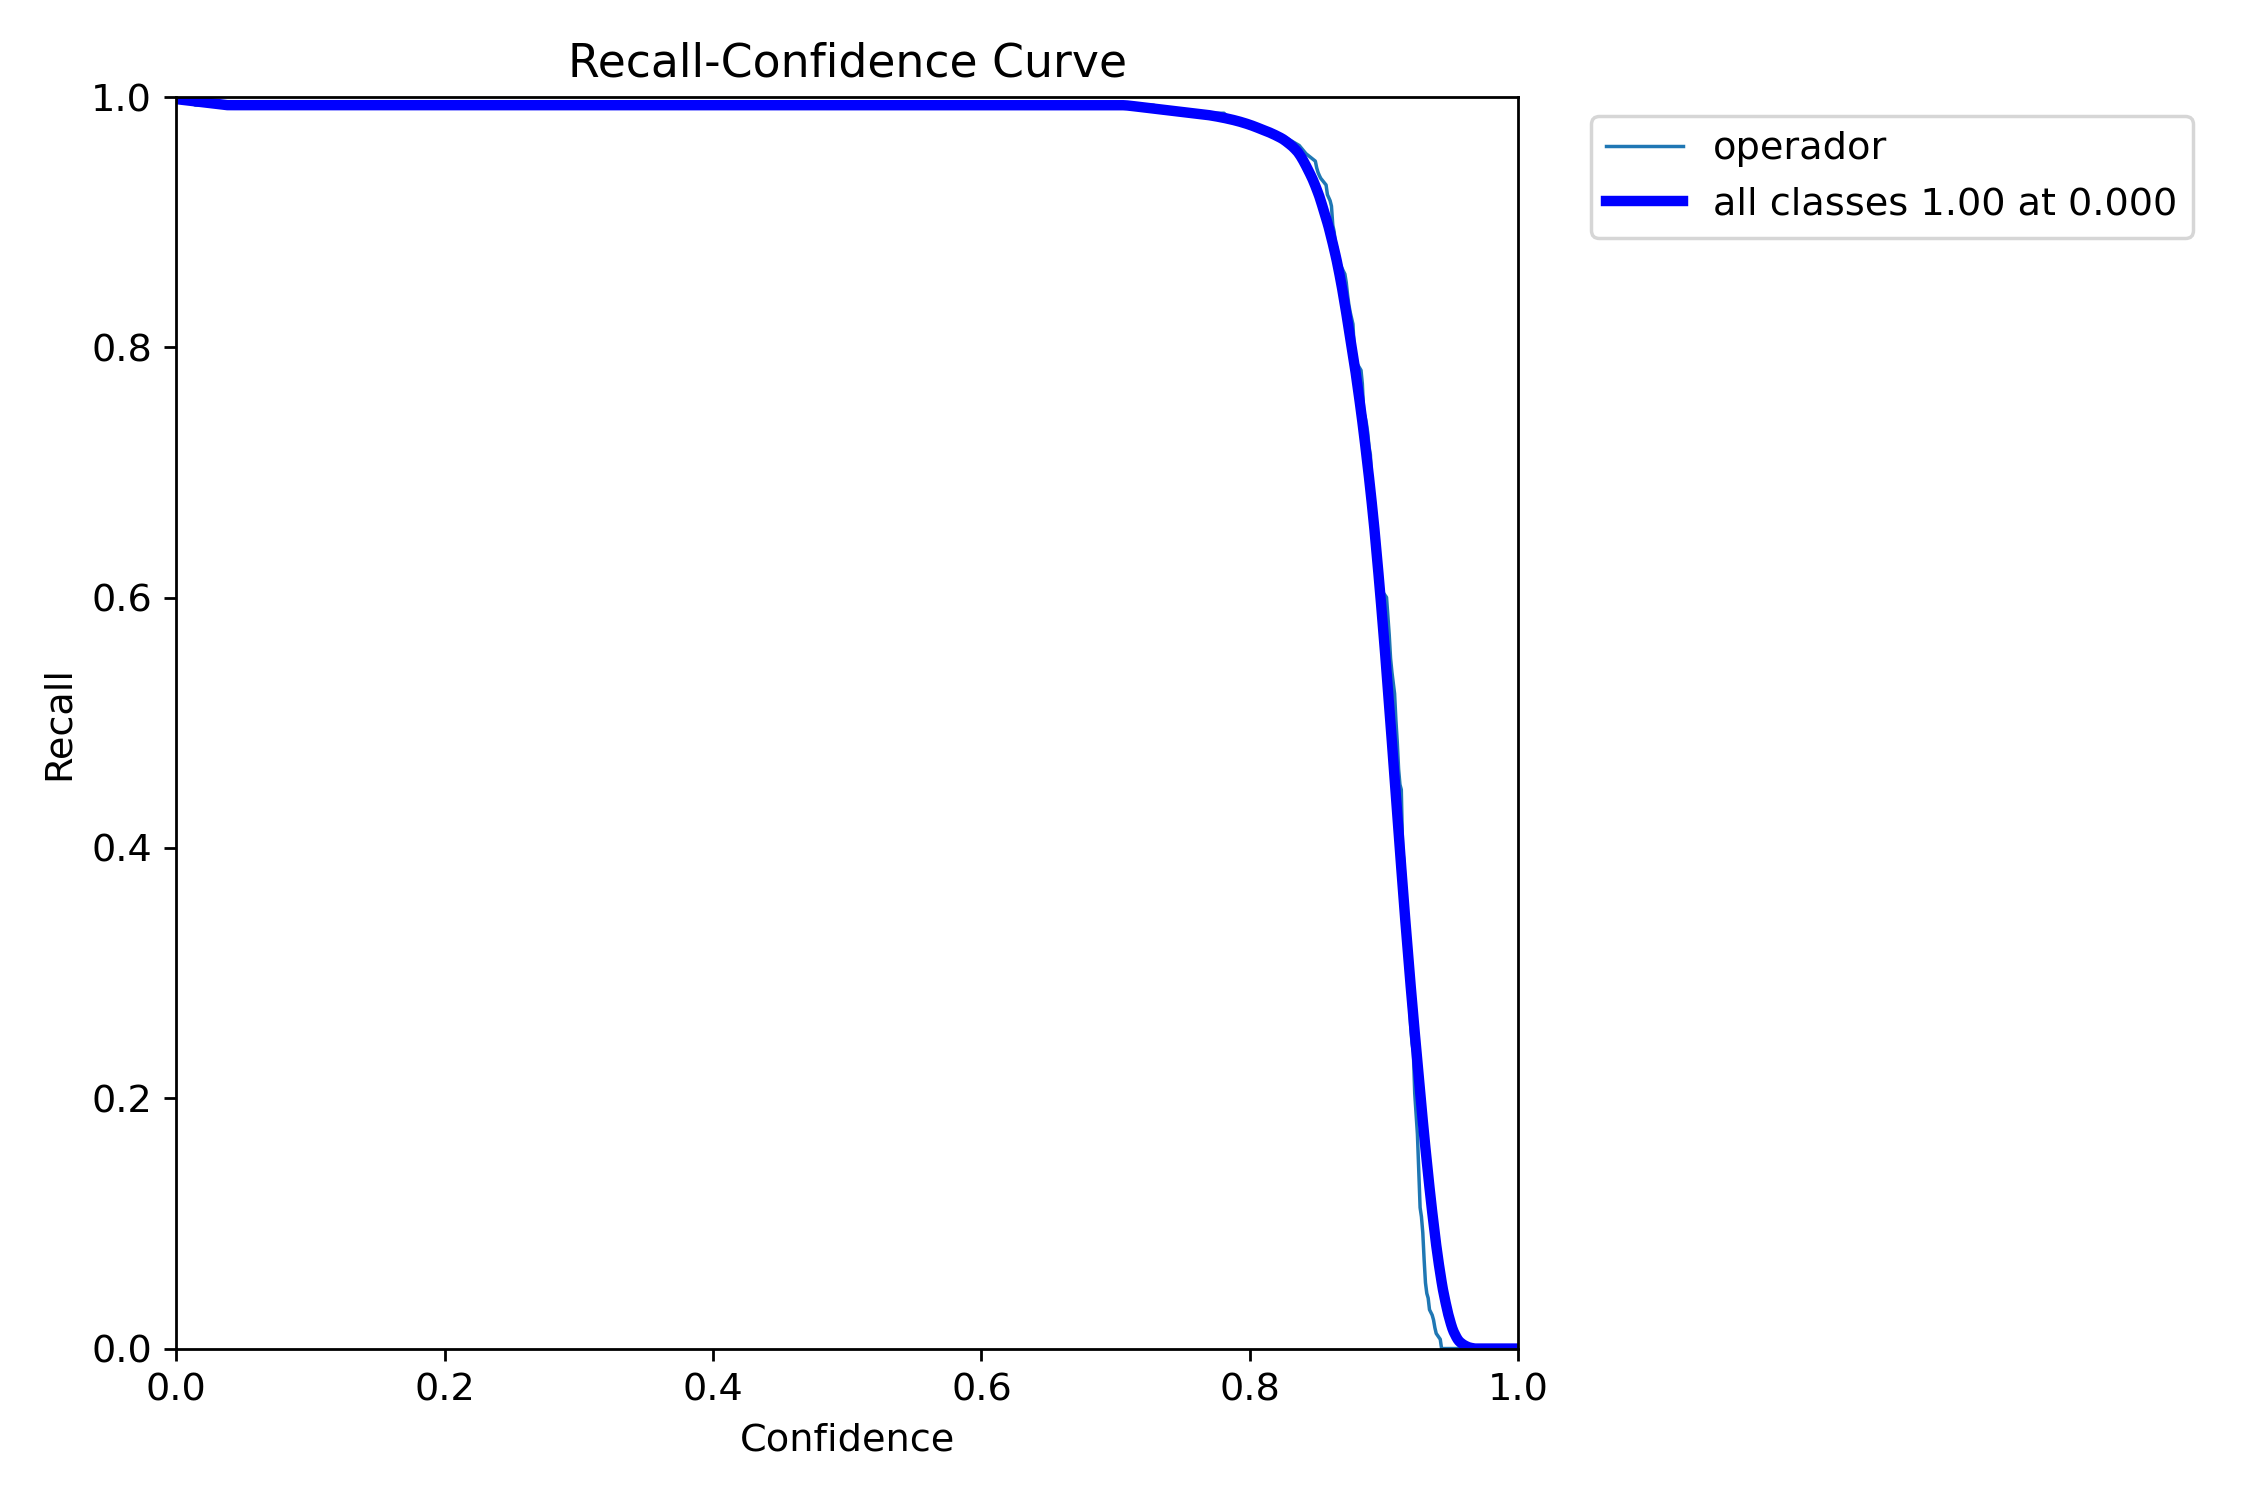 Recall-Confidence Curve
1.0
0.8
0.6
0.4
0.2
0.0
Recall
0.0 0.2 0.4 0.6 0.8 1.0
Confidence
operador
all classes 1.00 at 0.000